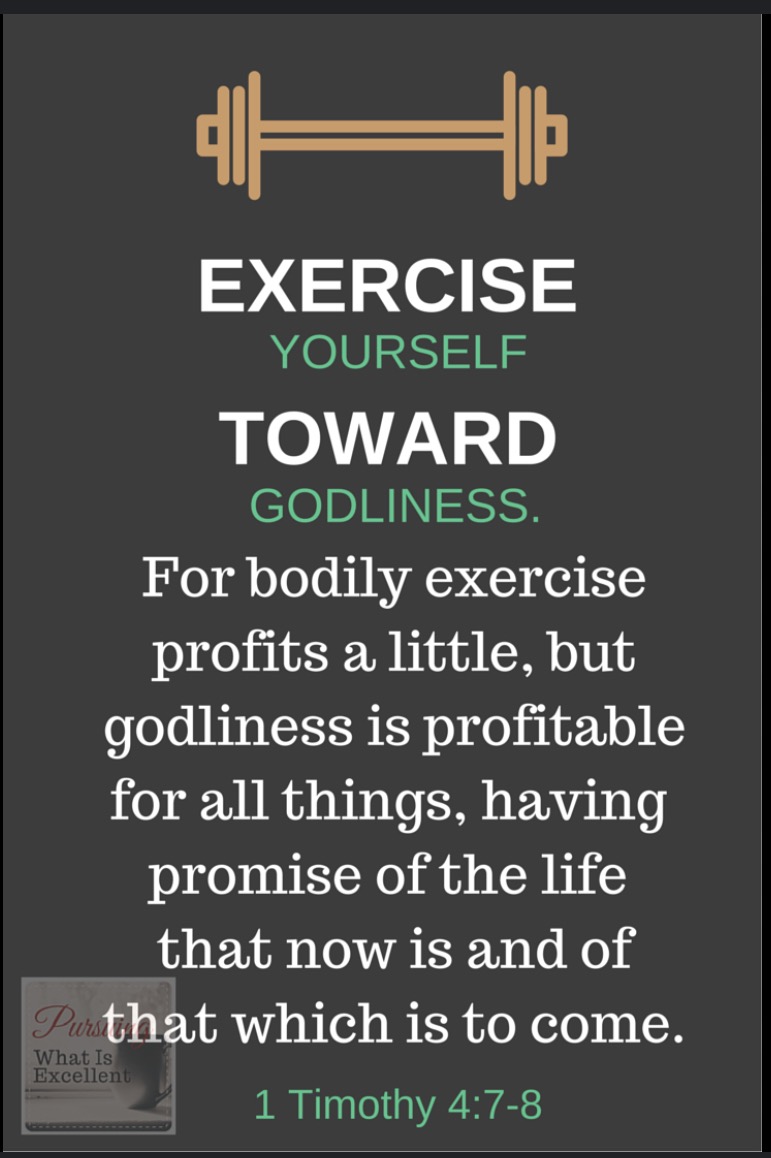 EXERCISE
YOURSELF
TOWARD
GODLINESS.
For bodily exercise
profits a little, but
godliness is profitable
for all things, having
promise of the life
that now is and of
that which is to come.
Pursuing
What Is
Excellent
1 Timothy 4:7-8